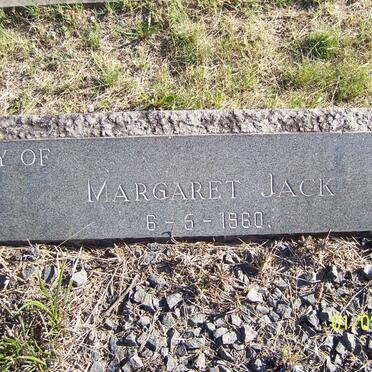 Y OF
MARGARET JACK
6-5-1960.